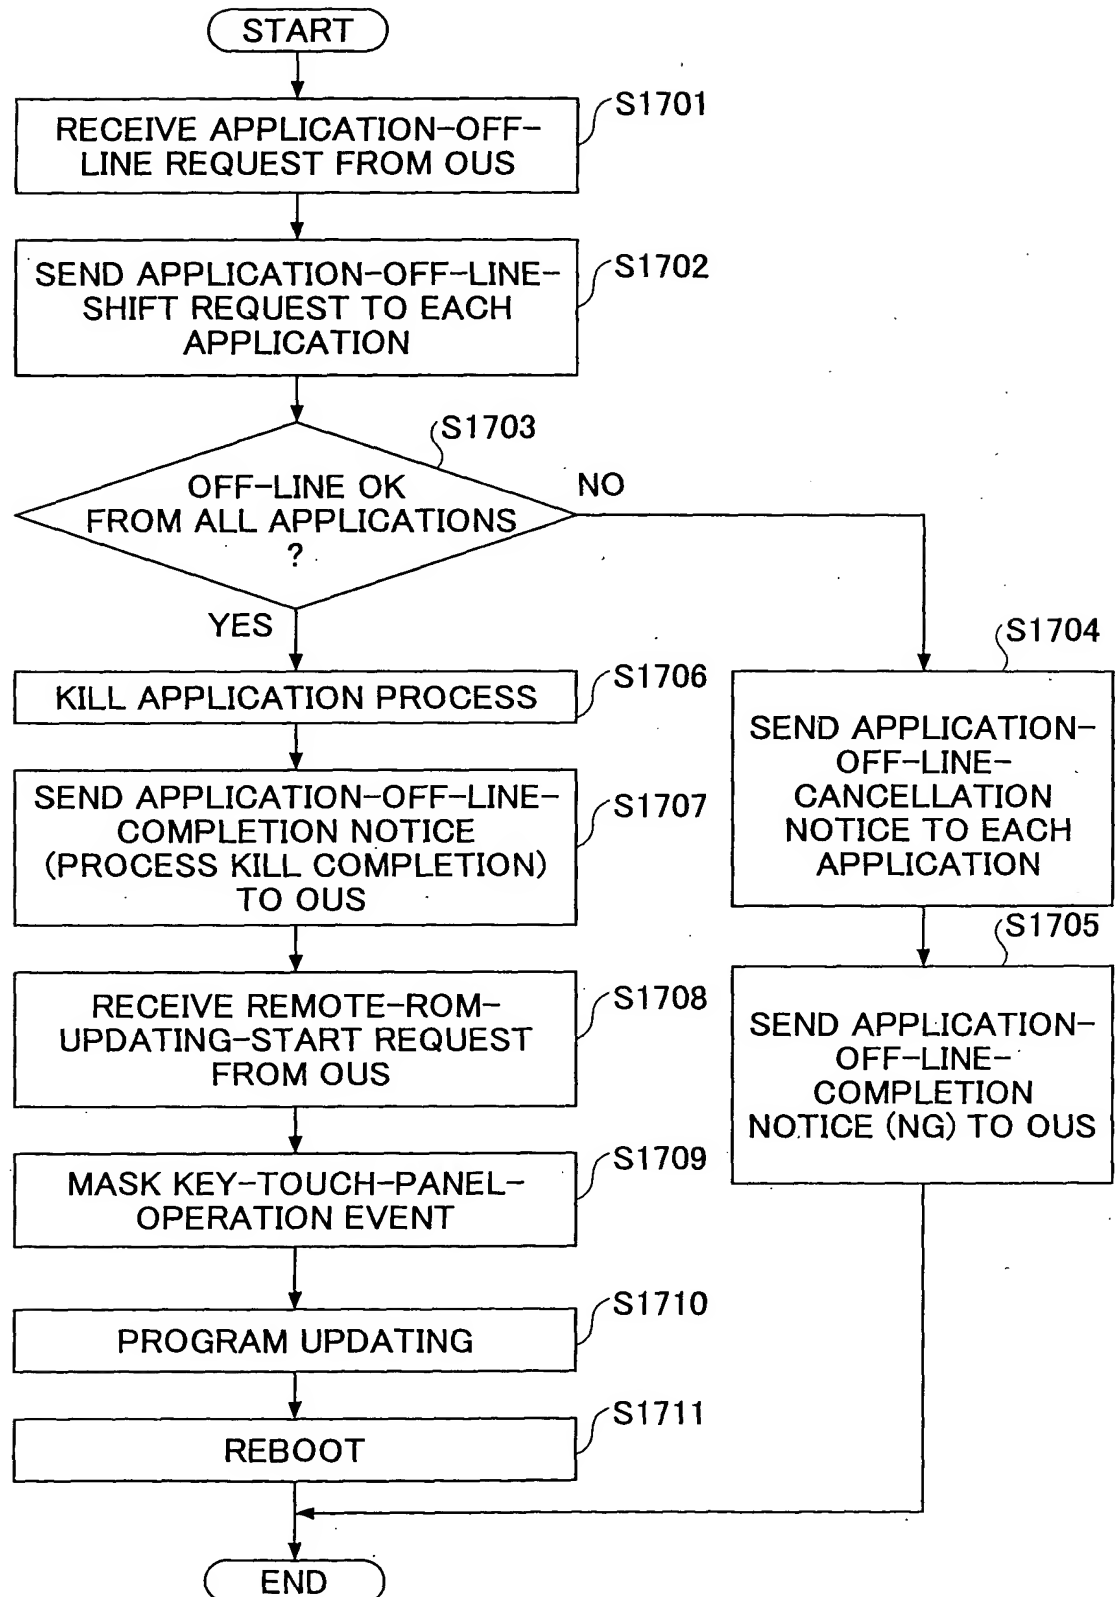 START
S1701
RECEIVE APPLICATION-OFF-
LINE REQUEST FROM OUS
S1702
SEND APPLICATION-OFF-LINE-
SHIFT REQUEST TO EACH
APPLICATION
S1703
OFF-LINE OK
FROM ALL APPLICATIONS
?
NO
YES
S1704
SEND APPLICATION-
OFF-LINE-
CANCELLATION
NOTICE TO EACH
APPLICATION
S1705
SEND APPLICATION-
OFF-LINE-
COMPLETION
NOTICE (NG) TO OUS
S1706
KILL APPLICATION PROCESS
S1707
SEND APPLICATION-OFF-LINE-
COMPLETION NOTICE
(PROCESS KILL COMPLETION)
TO OUS
S1708
RECEIVE REMOTE-ROM-
UPDATING-START REQUEST
FROM OUS
S1709
MASK KEY-TOUCH-PANEL-
OPERATION EVENT
S1710
PROGRAM UPDATING
S1711
REBOOT
END